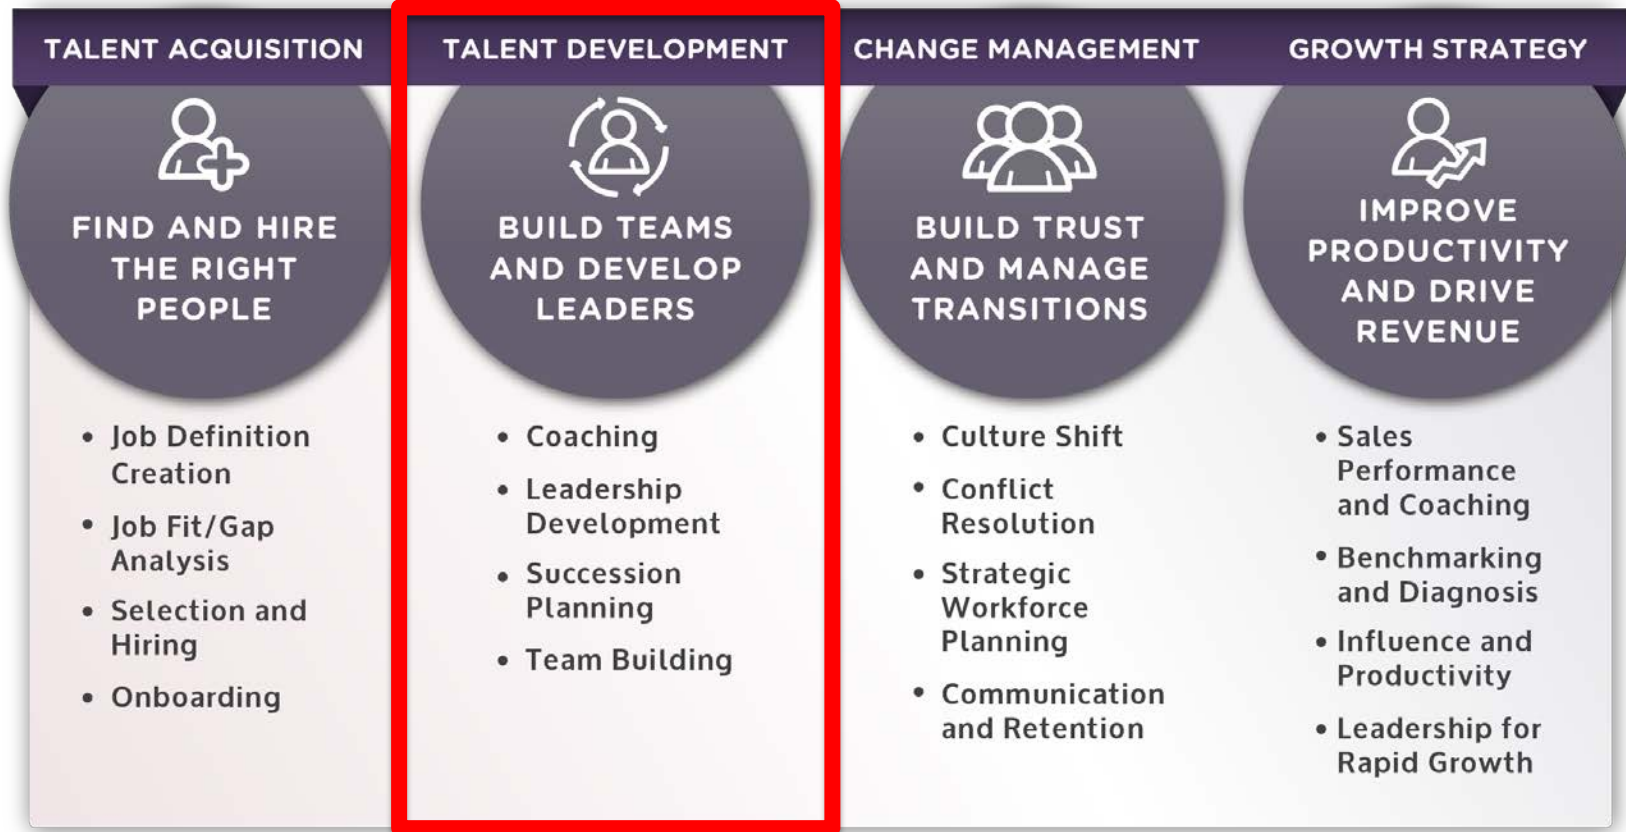 TALENT ACQUISITION
FIND AND HIRE
THE RIGHT
PEOPLE
• Job Definition
Creation
• Job Fit/Gap
Analysis
• Selection and
Hiring
• Onboarding
TALENT DEVELOPMENT
BUILD TEAMS
AND DEVELOP
LEADERS
• Coaching
• Leadership
Development
• Succession
Planning
• Team Building
CHANGE MANAGEMENT
BUILD TRUST
AND MANAGE
TRANSITIONS
• Culture Shift
• Conflict
Resolution
• Strategic
Workforce
Planning
• Communication
and Retention
GROWTH STRATEGY
IMPROVE
PRODUCTIVITY
AND DRIVE
REVENUE
• Sales
Performance
and Coaching
• Benchmarking
and Diagnosis
• Influence and
Productivity
• Leadership for
Rapid Growth